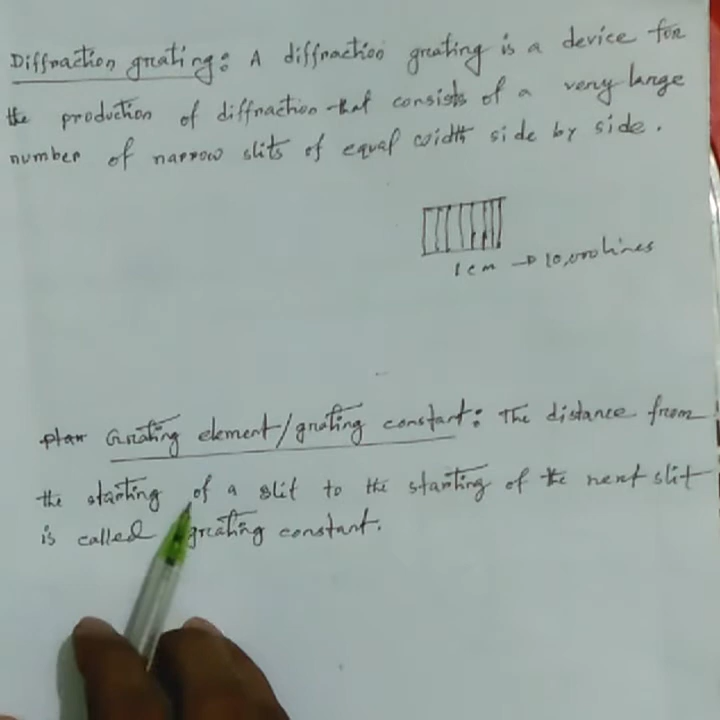 Diffraction grating: A diffraction grating is a device for
the production of diffraction that consists of a very large
number of narrow slits of equal width side by side.
1 cm → 10,000 lines
plan Grating element/grating constant: The distance from
the starting of a slit to the starting of the next slit
is called grating constant.